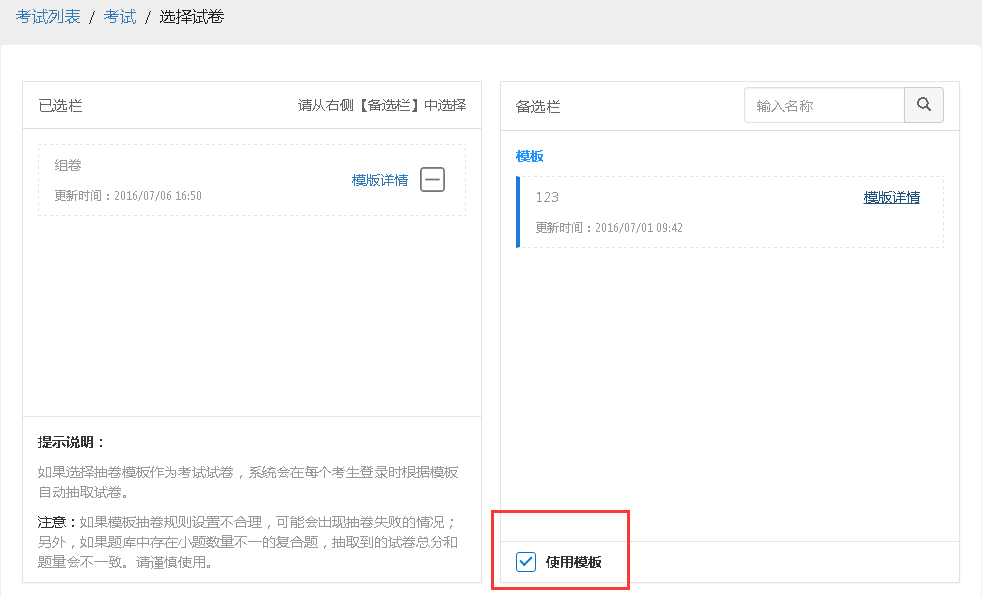 考试列表 / 考试 / 选择试卷
已选栏
请从右侧【备选栏】中选择
组卷
更新时间：2016/07/06 16:50
模版详情
提示说明：
如果选择抽卷模板作为考试试卷，系统会在每个考生登录时根据模板
自动抽取试卷。
注意：如果模板抽卷规则设置不合理，可能会出现抽卷失败的情况；
另外，如果题库中存在小题数量不一的复合题，抽取到的试卷总分和
题量会不一致。请谨慎使用。
备选栏
输入名称
模板
123
更新时间：2016/07/01 09:42
模版详情
使用模板